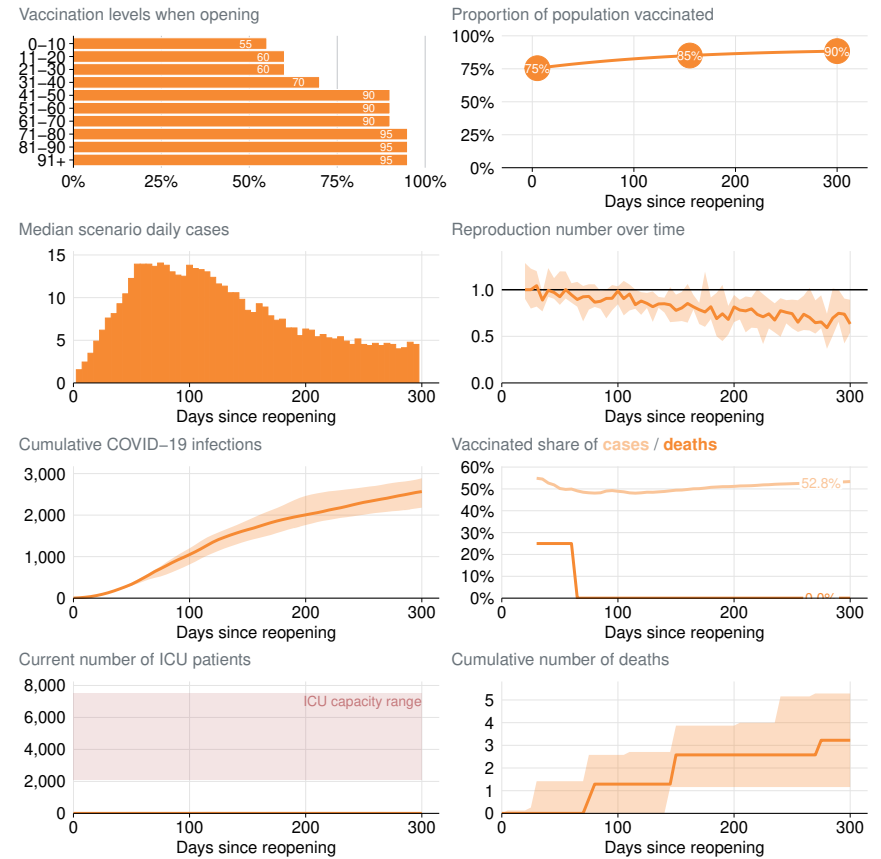 Vaccination levels when opening
0−10 55
11−20 60
21−30 60
31−40 70
41−50 90
51−60 90
61−70 90
71−80 95
81−90 95
91+ 95
0% 25% 50% 75% 100%
Proportion of population vaccinated
100%
75%
50%
25%
0%
75% 85% 90%
0 100 200 300
Days since reopening
Median scenario daily cases
15
10
5
0
0 100 200 300
Days since reopening
Reproduction number over time
1.0
0.5
0.0
0 100 200 300
Days since reopening
Cumulative COVID−19 infections
3,000
2,000
1,000
0
0 100 200 300
Days since reopening
Vaccinated share of cases / deaths
60%
50%
40%
30%
20%
10%
0%
52.8%
0.0%
0 100 200 300
Days since reopening
Current number of ICU patients
8,000
6,000
4,000
2,000
0
ICU capacity range
0 100 200 300
Days since reopening
Cumulative number of deaths
5
4
3
2
1
0
0 100 200 300
Days since reopening